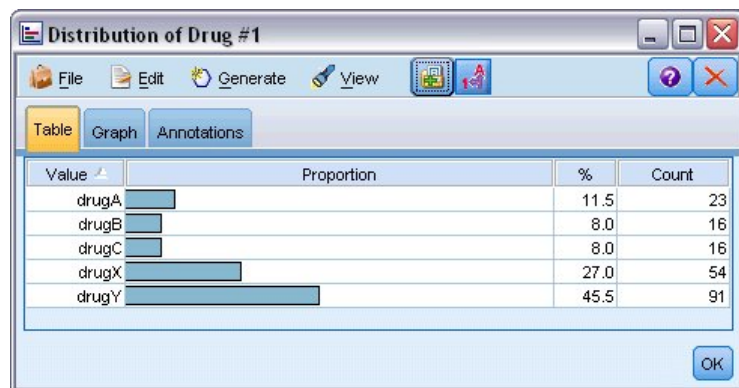 Distribution of Drug #1
File Edit Generate View
Table Graph Annotations
Value Proportion % Count
drugA 11.5 23
drugB 8.0 16
drugC 8.0 16
drugX 27.0 54
drugY 45.5 91
OK